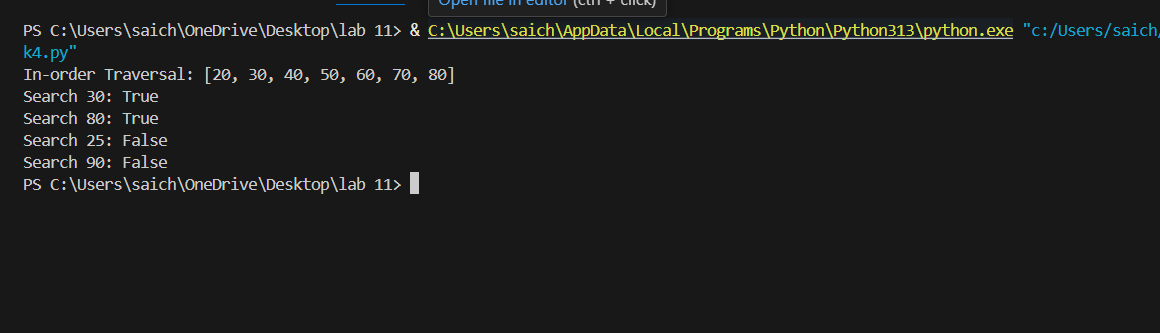 Open file in editor (ctrl + click)
PS C:\Users\saich\OneDrive\Desktop\lab 11> & C:\Users\saich\AppData\Local\Programs\Python\Python313\python.exe "c:/Users/saich/
k4.py"
In-order Traversal: [20, 30, 40, 50, 60, 70, 80]
Search 30: True
Search 80: True
Search 25: False
Search 90: False
PS C:\Users\saich\OneDrive\Desktop\lab 11>